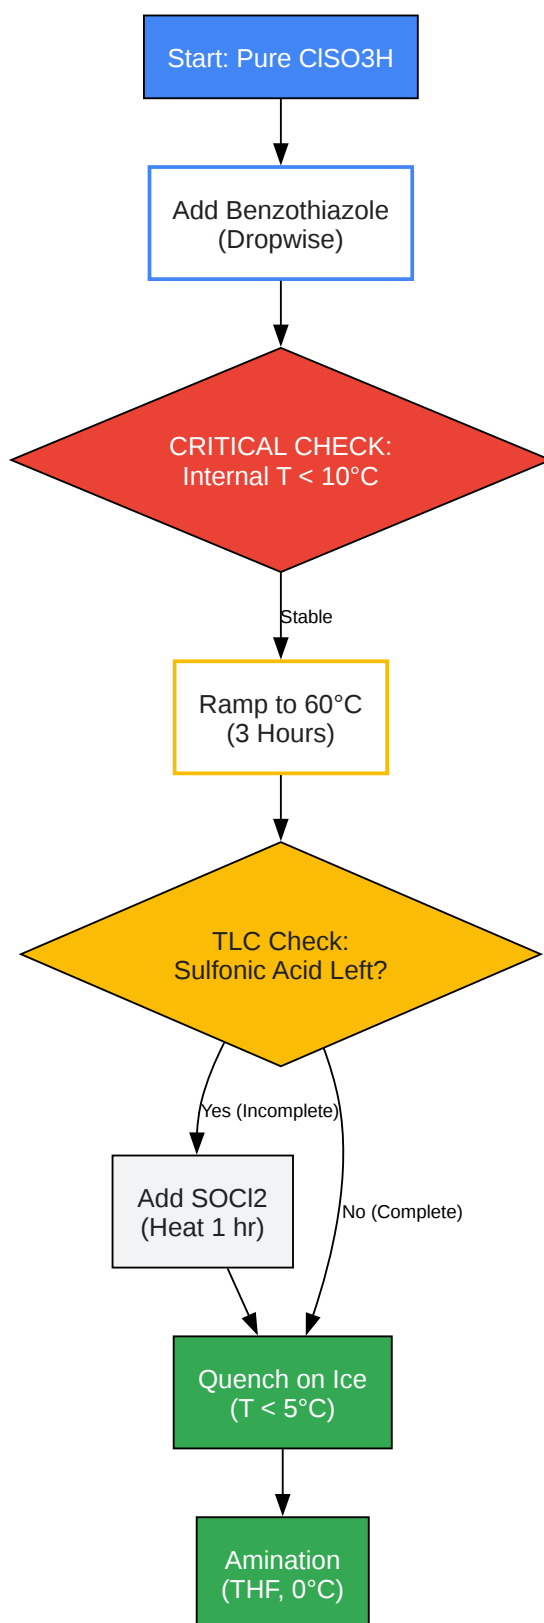 Start: Pure ClSO3H
Add Benzothiazole
(Dropwise)
CRITICAL CHECK:
Internal T < 10°C
Stable
Ramp to 60°C
(3 Hours)
TLC Check:
Sulfonic Acid Left?
Yes (Incomplete)
Add SOCl2
(Heat 1 hr)
No (Complete)
Quench on Ice
(T < 5°C)
Amination
(THF, 0°C)